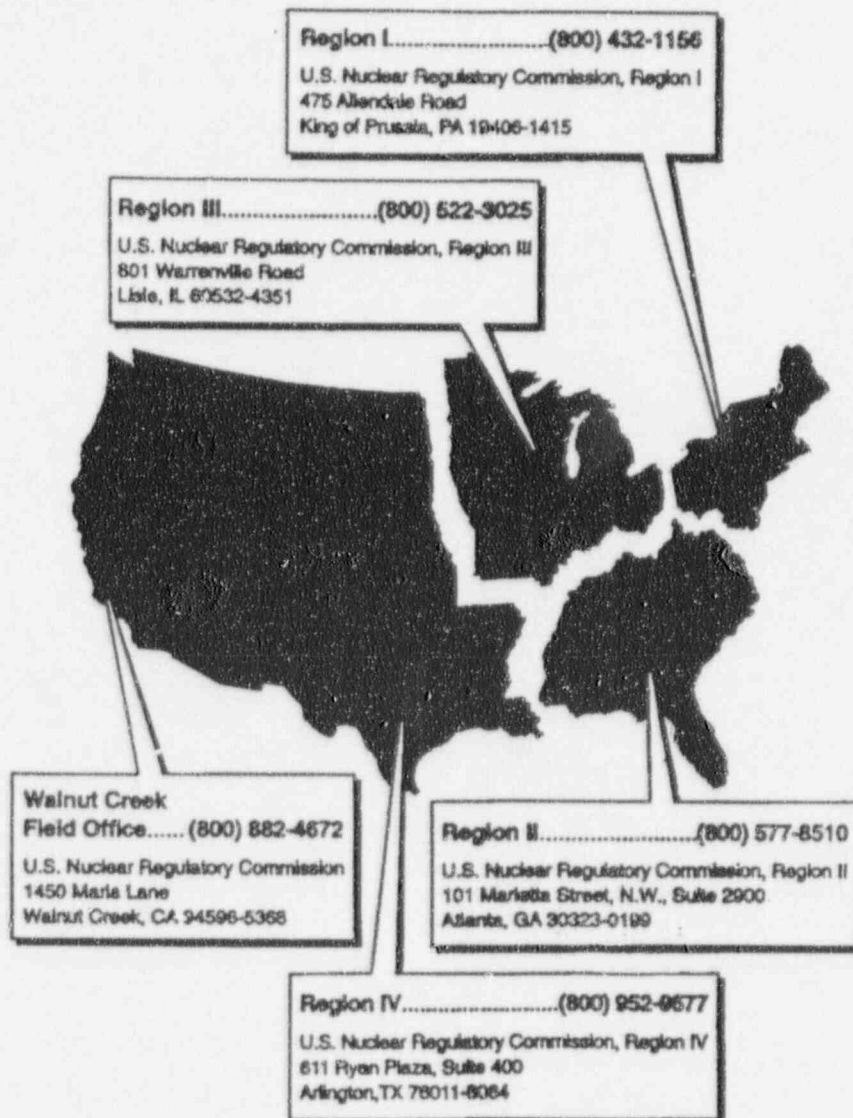 Region I..............................(800) 432-1156
U.S. Nuclear Regulatory Commission, Region I
475 Allendale Road
King of Prussia, PA 19406-1415
Region III..........................(800) 522-3025
U.S. Nuclear Regulatory Commission, Region III
801 Warrenville Road
Lisle, IL 60532-4351
Walnut Creek
Field Office...... (800) 882-4672
U.S. Nuclear Regulatory Commission
1450 Maria Lane
Walnut Creek, CA 94596-5368
Region II..........................(800) 577-8510
U.S. Nuclear Regulatory Commission, Region II
101 Marietta Street, N.W., Suite 2900
Atlanta, GA 30323-0199
Region IV..........................(800) 952-9677
U.S. Nuclear Regulatory Commission, Region IV
611 Ryan Plaza, Suite 400
Arlington, TX 76011-8064